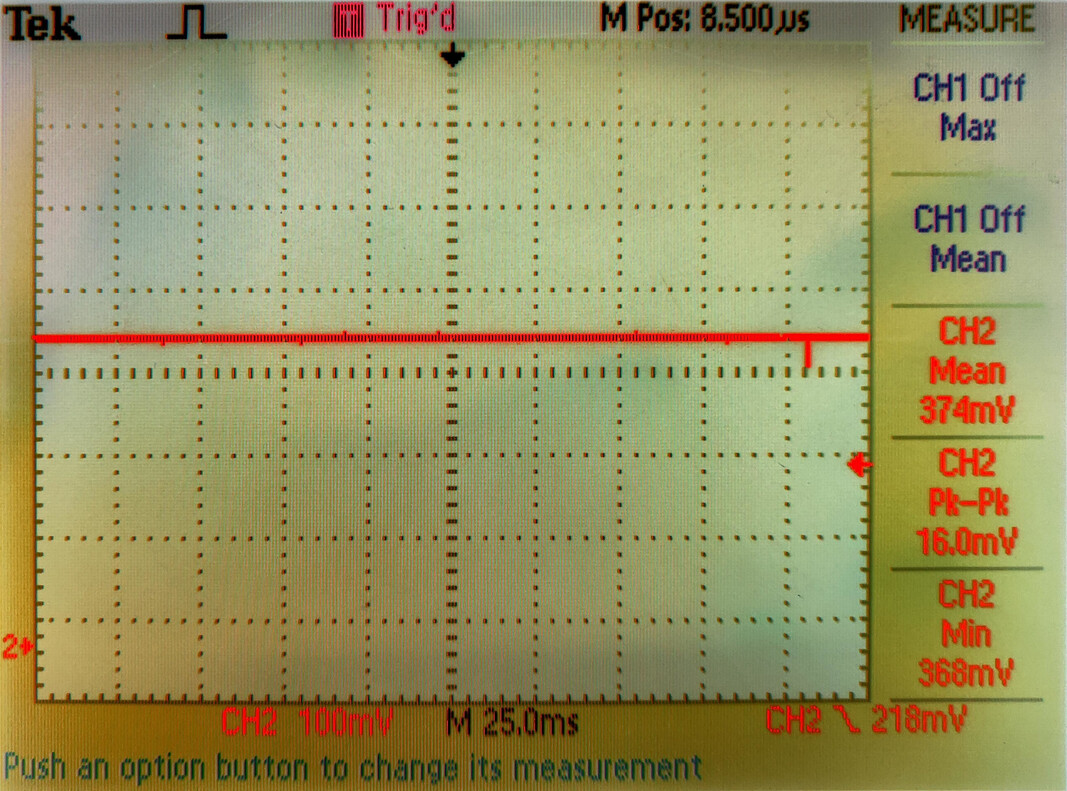 Tek T Trig'd M Pos: 8.500µs MEASURE
CH1 Off
Max
CH1 Off
Mean
CH2
Mean
374mV
CH2
Pk-Pk
16.0mV
CH2
Min
368mV
2
CH2 100mV M 25.0ms CH2 218mV
Push an option button to change its measurement